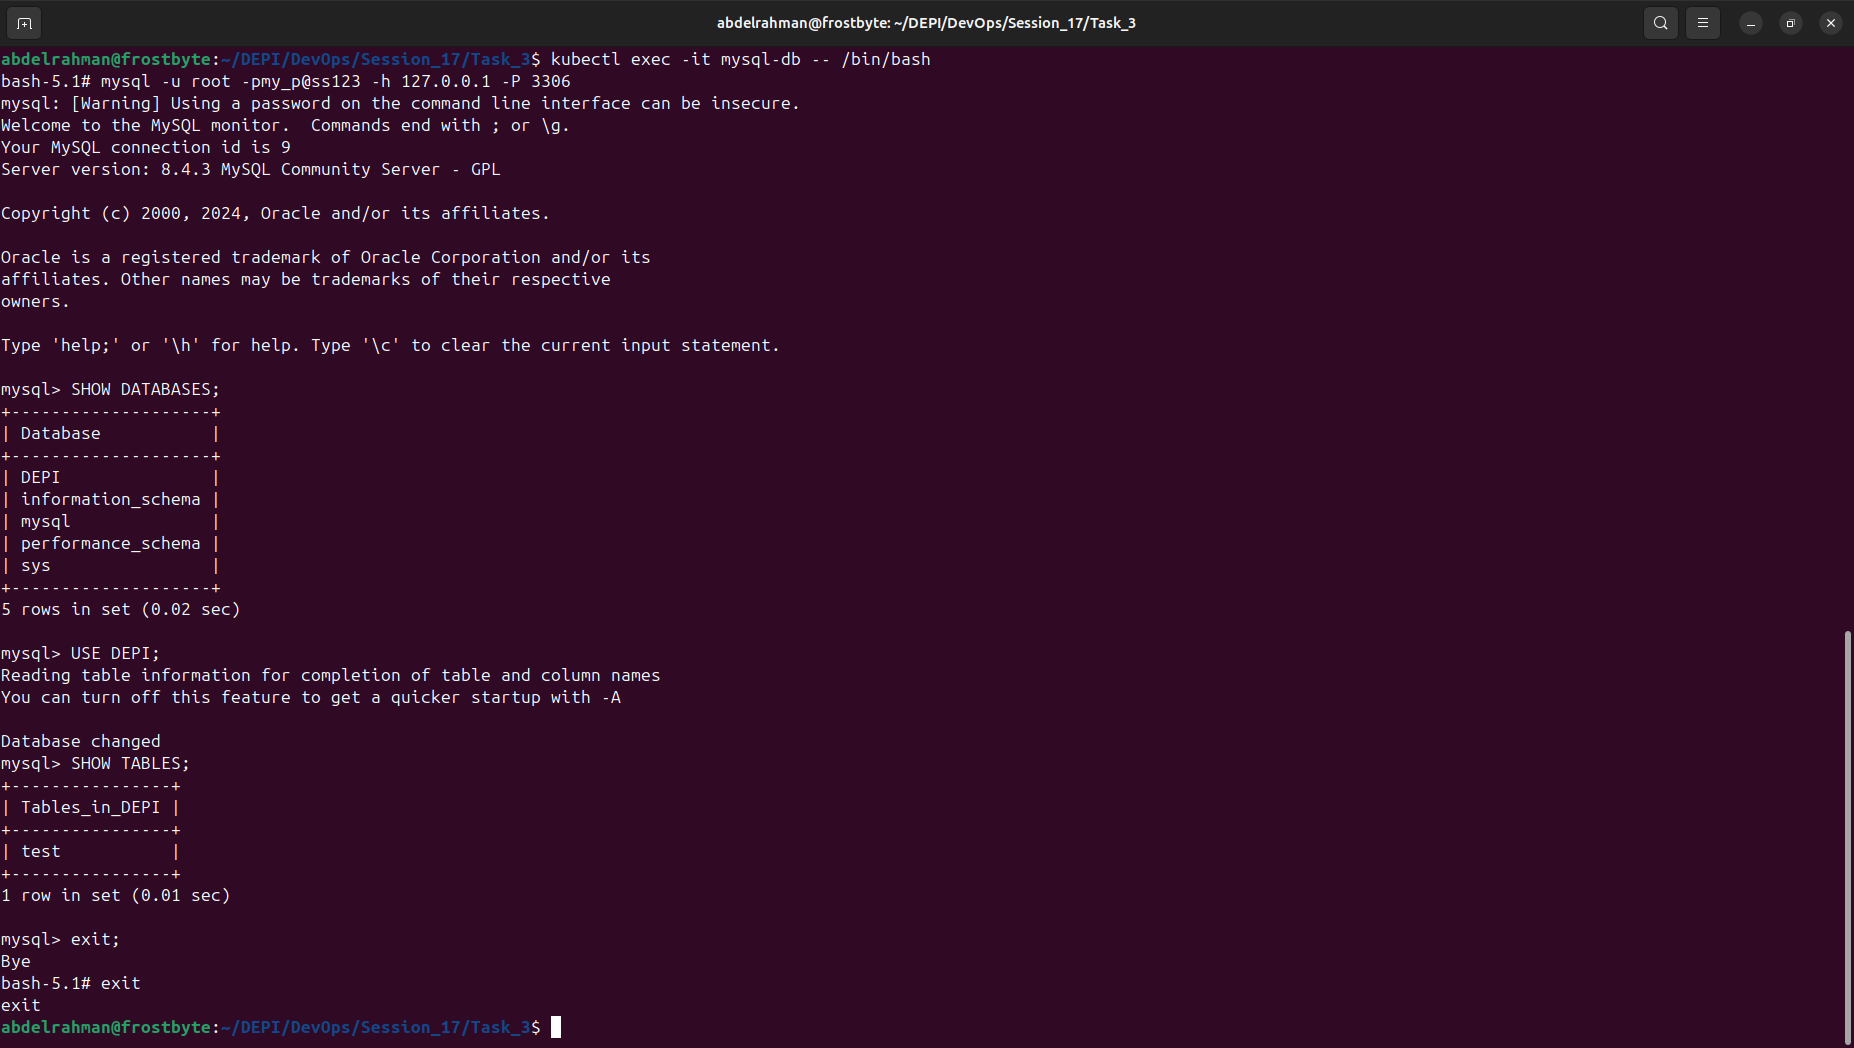 abdelrahman@frostbyte: ~/DEPI/DevOps/Session_17/Task_3
abdelrahman@frostbyte:~/DEPI/DevOps/Session_17/Task_3$ kubectl exec -it mysql-db -- /bin/bash
bash-5.1# mysql -u root -pmy_p@ss123 -h 127.0.0.1 -P 3306
mysql: [Warning] Using a password on the command line interface can be insecure.
Welcome to the MySQL monitor.  Commands end with ; or \g.
Your MySQL connection id is 9
Server version: 8.4.3 MySQL Community Server - GPL
Copyright (c) 2000, 2024, Oracle and/or its affiliates.
Oracle is a registered trademark of Oracle Corporation and/or its
affiliates. Other names may be trademarks of their respective
owners.
Type 'help;' or '\h' for help. Type '\c' to clear the current input statement.
mysql> SHOW DATABASES;
+--------------------+
| Database           |
+--------------------+
| DEPI               |
| information_schema |
| mysql              |
| performance_schema |
| sys                |
+--------------------+
5 rows in set (0.02 sec)
mysql> USE DEPI;
Reading table information for completion of table and column names
You can turn off this feature to get a quicker startup with -A
Database changed
mysql> SHOW TABLES;
+----------------+
| Tables_in_DEPI |
+----------------+
| test           |
+----------------+
1 row in set (0.01 sec)
mysql> exit;
Bye
bash-5.1# exit
exit
abdelrahman@frostbyte:~/DEPI/DevOps/Session_17/Task_3$